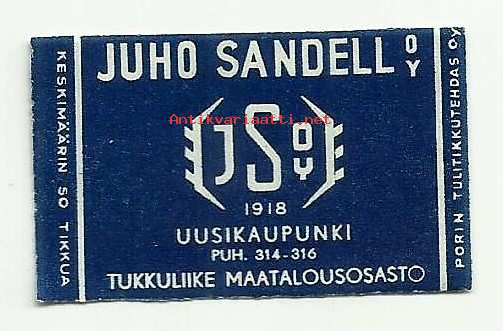 JUHO SANDELL OY
JS OY
1918
UUSIKAUPUNKI
PUH. 314-316
TUKKULIIKE MAATALOUSOSASTO
KESKIMÄÄRIN 50 TIKKUA
PORIN TULITIKKUTEHDAS OY
Antikvariaatti.net